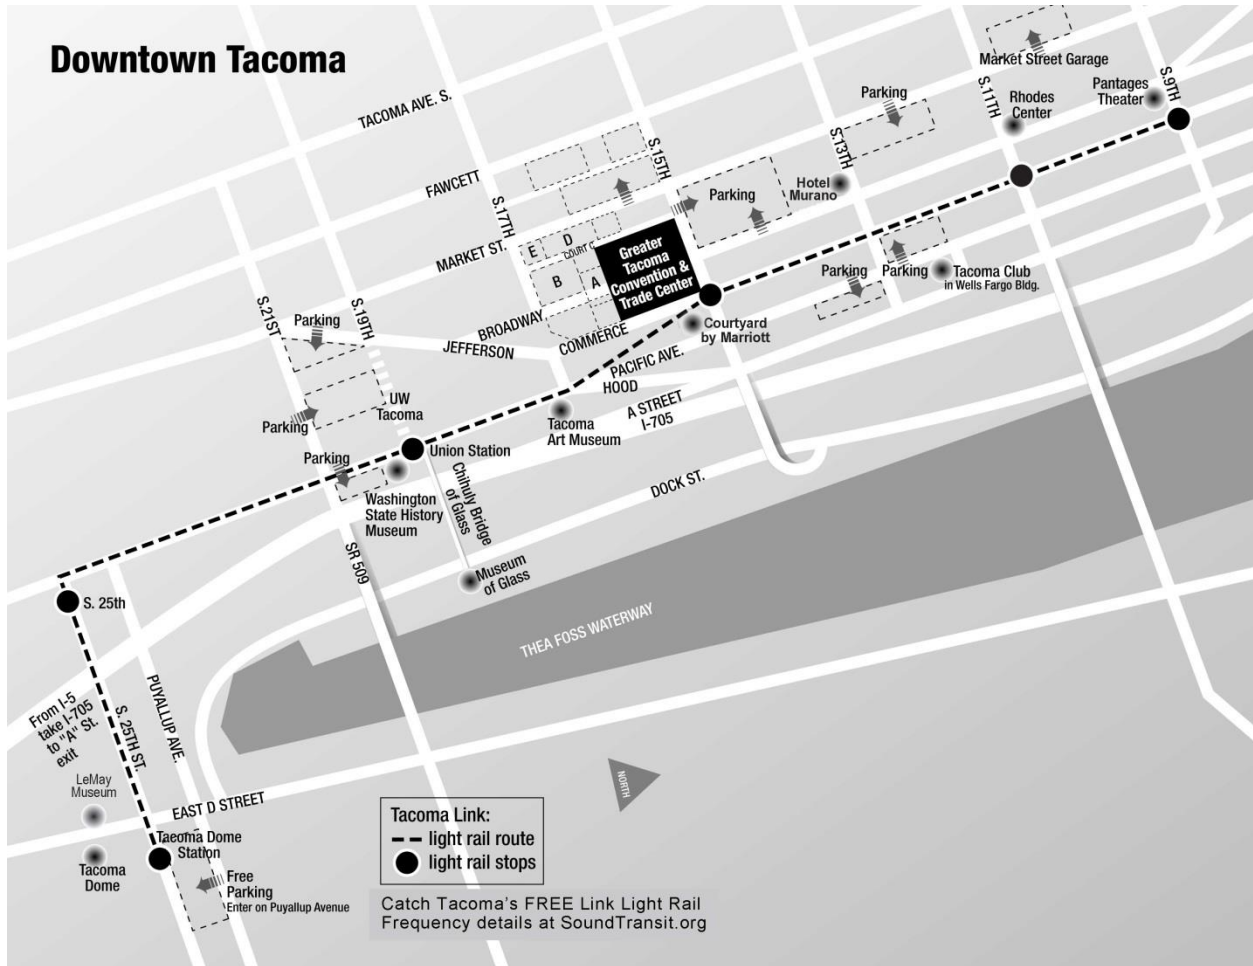 Downtown Tacoma
TACOMA AVE. S.
FAWCETT
MARKET ST.
S.17TH
S.15TH
S.13TH
S.11TH
S.9TH
Market Street Garage
Pantages
Theater
Rhodes
Center
Parking
Parking
Hotel
Murano
E
D
COURT C
B
A
Greater
Tacoma
Convention &
Trade Center
Parking
Parking
Tacoma Club
in Wells Fargo Bldg.
S.21ST
S.19TH
Parking
BROADWAY
JEFFERSON
COMMERCE
Courtyard
by Marriott
PACIFIC AVE.
HOOD
A STREET
I-705
UW
Tacoma
Parking
Tacoma
Art Museum
Parking
Union Station
Washington
State History
Museum
Chihuly Bridge
of Glass
DOCK ST.
SR 509
Museum
of Glass
S. 25th
THEA FOSS WATERWAY
From I-5
take I-705
to "A" St.
exit
S. 25TH ST.
PUYALLUP AVE.
LeMay
Museum
EAST D STREET
NORTH
Tacoma Dome
Station
Tacoma
Dome
Free
Parking
Enter on Puyallup Avenue
Tacoma Link:
light rail route
light rail stops
Catch Tacoma's FREE Link Light Rail
Frequency details at SoundTransit.org